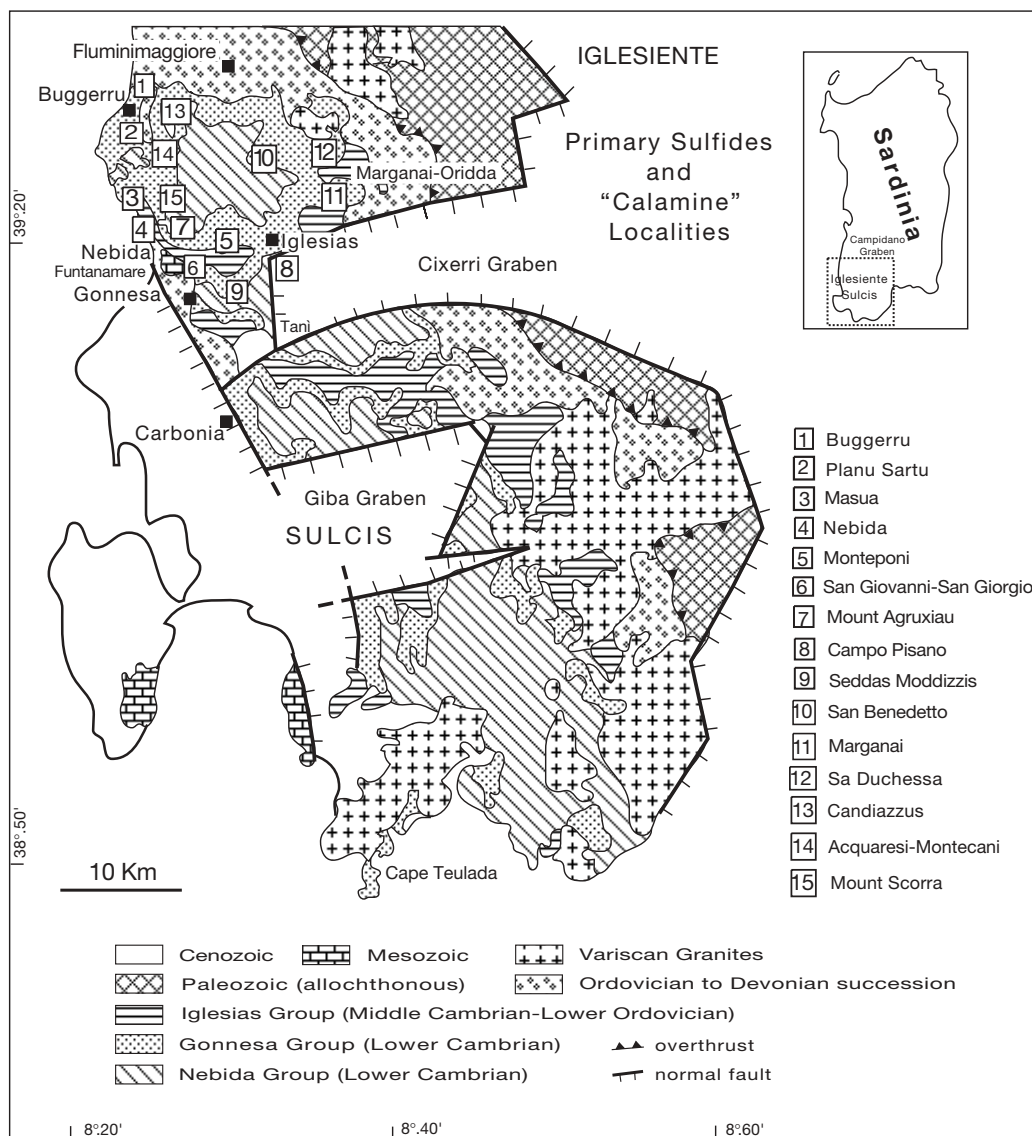 Fluminimaggiore
IGLESIENTE
1
Buggerru
13
2
14
10
12
Primary Sulfides
and
“Calamine”
Localities
Marganai-Oridda
11
3
15
39°20'
4
7
5
Iglesias
Nebida
Funtanamare
6
8
Cixerri Graben
Gonnesa
9
Tanì
Carbonia
Giba Graben
SULCIS
38°.50'
10 Km
Cape Teulada
Sardinia
Campidano
Graben
Iglesiente
Sulcis
1 Buggerru
2 Planu Sartu
3 Masua
4 Nebida
5 Monteponi
6 San Giovanni-San Giorgio
7 Mount Agruxiau
8 Campo Pisano
9 Seddas Moddizzis
10 San Benedetto
11 Marganai
12 Sa Duchessa
13 Candiazzus
14 Acquaresi-Montecani
15 Mount Scorra
Cenozoic Mesozoic Variscan Granites
Paleozoic (allochthonous) Ordovician to Devonian succession
Iglesias Group (Middle Cambrian-Lower Ordovician)
Gonnesa Group (Lower Cambrian) overthrust
Nebida Group (Lower Cambrian) normal fault
8°.20' 8°.40' 8°.60'